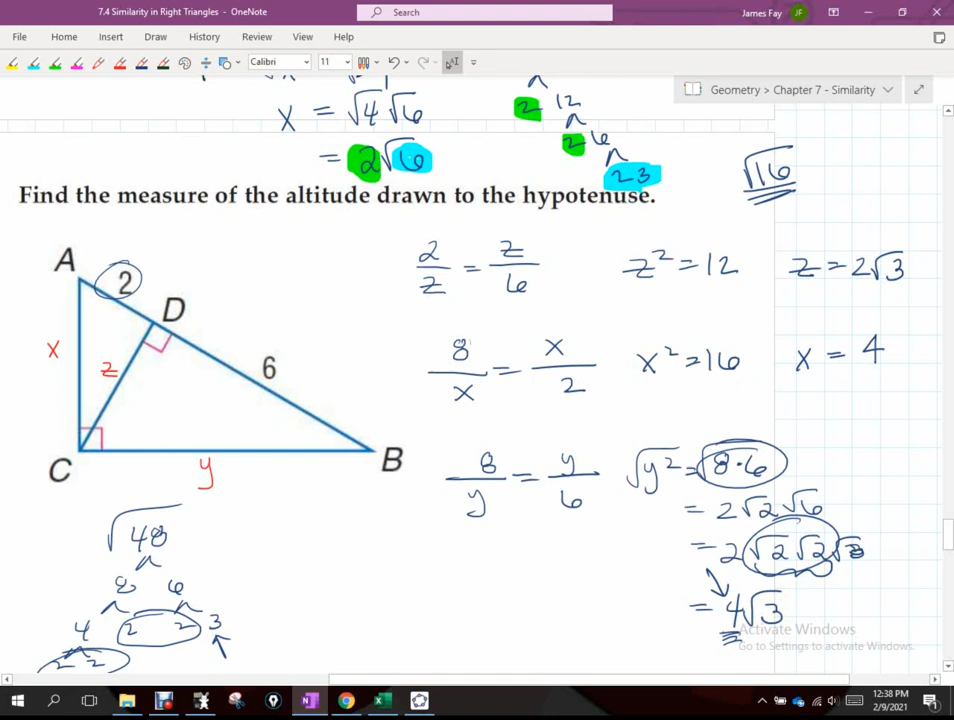 7.4 Similarity in Right Triangles - OneNote
Search
James Fay JF
File Home Insert Draw History Review View Help
Calibri 11
Geometry > Chapter 7 - Similarity
x = √4 √6
= 2√6
2 12
2 6
2 3
√16
Find the measure of the altitude drawn to the hypotenuse.
A
2
D
x
z
6
C
B
y
2/z = z/6 z² = 12 z = 2√3
8/x = x/2 x² = 16 x = 4
8/y = y/6 √y² = √8·6
= 2√2 √6
= 2√2 √2 √3
= 4√3
√48
8 6
4 2 2 3
2 2
Activate Windows
Go to Settings to activate Windows.
12:38 PM
2/9/2021